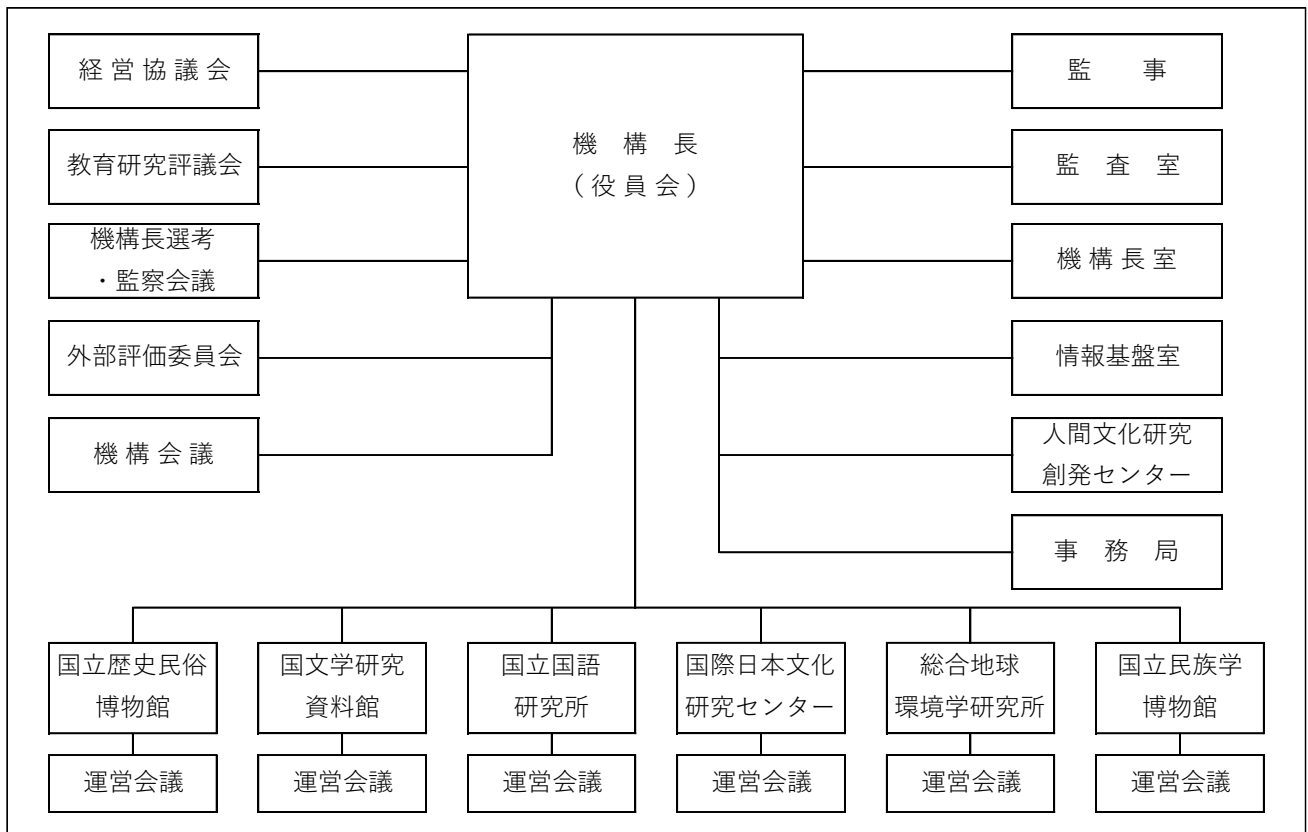 経営協議会
機構長
(役員会)
監事
教育研究評議会
監査室
機構長選考
・監察会議
機構長室
外部評価委員会
情報基盤室
機構会議
人間文化研究
創発センター
事務局
国立歴史民俗
博物館
国文学研究
資料館
国立国語
研究所
国際日本文化
研究センター
総合地球
環境学研究所
国立民族学
博物館
運営会議
運営会議
運営会議
運営会議
運営会議
運営会議